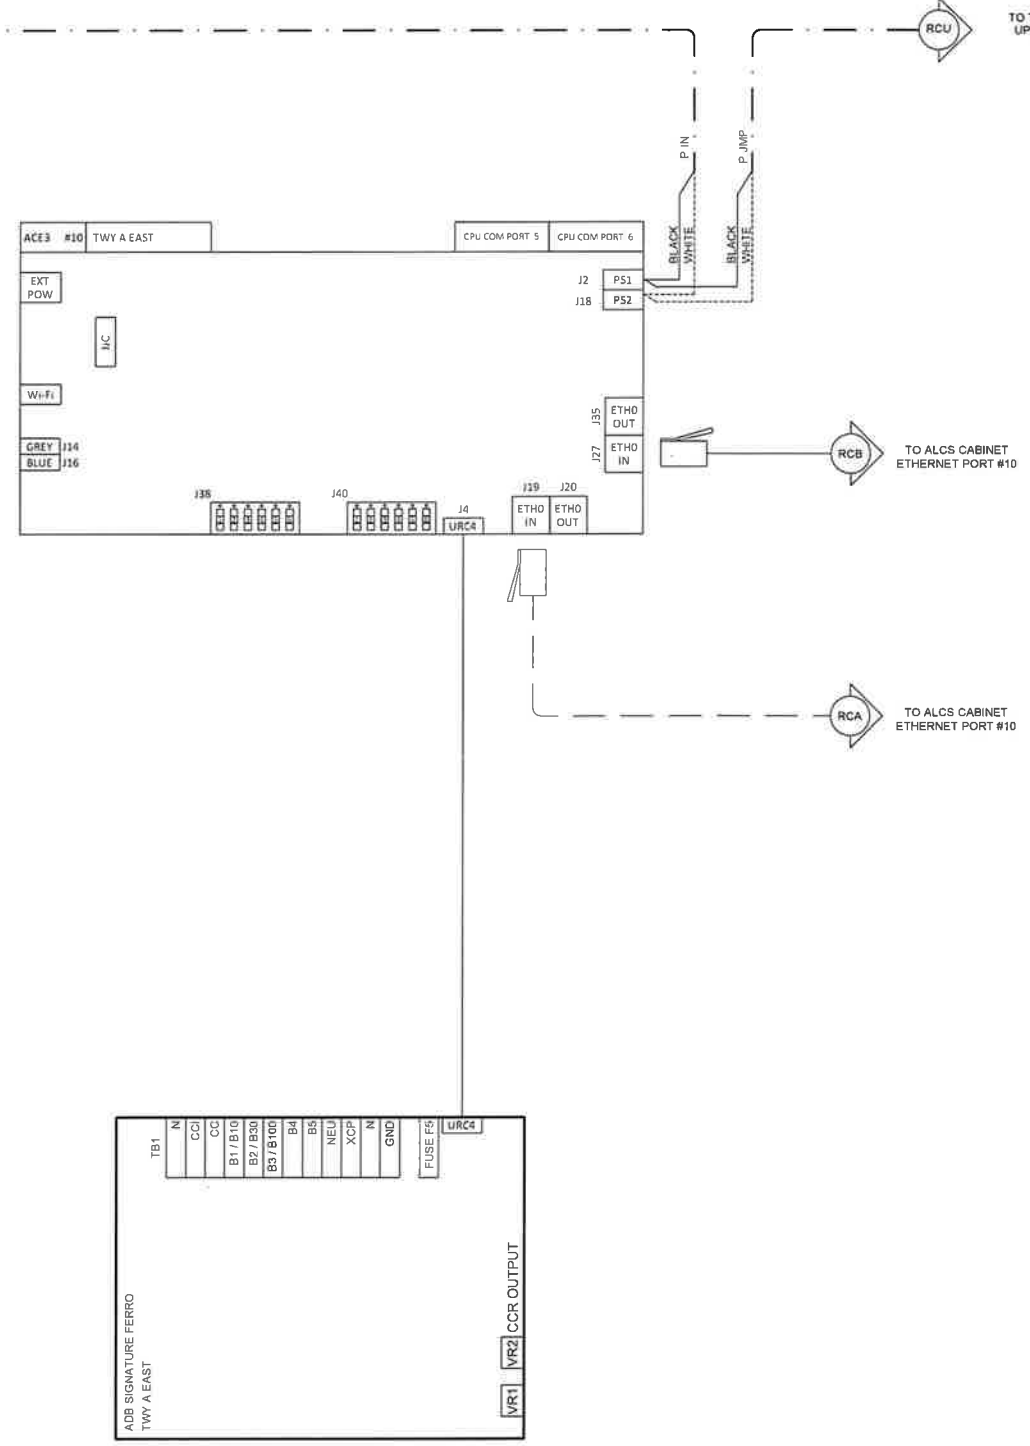 RCU
TO
UP
P IN
P JMP
BLACK
WHITE
BLACK
WHITE
ACE3 #10 TWY A EAST
CPU COM PORT 5
CPU COM PORT 6
EXT
POW
J2 PS1
J18 PS2
Wi-Fi
J35
ETH0
OUT
J27
ETH0
IN
RCB
TO ALCS CABINET
ETHERNET PORT #10
GREY J14
BLUE J16
J38
J40
J4
URC4
J19
ETH0
IN
J20
ETH0
OUT
RCA
TO ALCS CABINET
ETHERNET PORT #10
TB1
N
CCI
CC
B1 / B10
B2 / B30
B3 / B100
B4
B5
NEU
XCP
N
GND
FUSE F5
URC4
ADB SIGNATURE FERRO
TWY A EAST
VR1
VR2
CCR OUTPUT